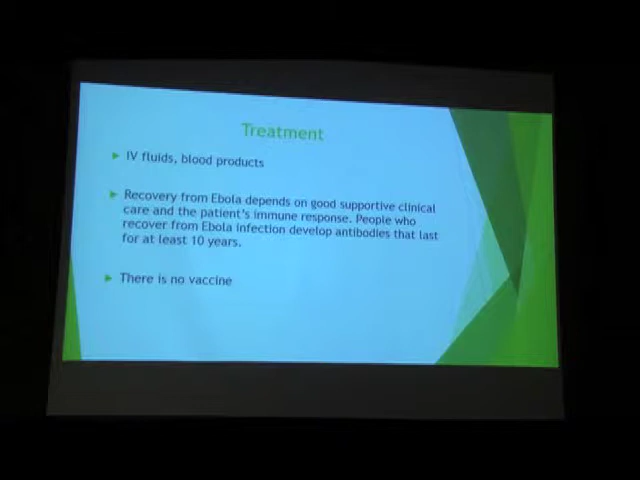 Treatment
IV fluids, blood products
Recovery from Ebola depends on good supportive clinical
care and the patient's immune response. People who
recover from Ebola infection develop antibodies that last
for at least 10 years.
There is no vaccine